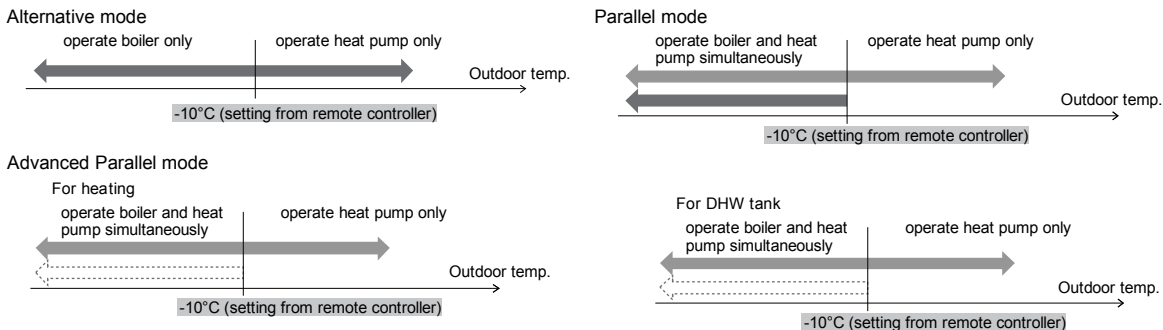 Alternative mode
operate boiler only
operate heat pump only
Outdoor temp.
-10°C (setting from remote controller)
Parallel mode
operate boiler and heat
pump simultaneously
operate heat pump only
Outdoor temp.
-10°C (setting from remote controller)
Advanced Parallel mode
For heating
operate boiler and heat
pump simultaneously
operate heat pump only
Outdoor temp.
-10°C (setting from remote controller)
For DHW tank
operate boiler and heat
pump simultaneously
operate heat pump only
Outdoor temp.
-10°C (setting from remote controller)